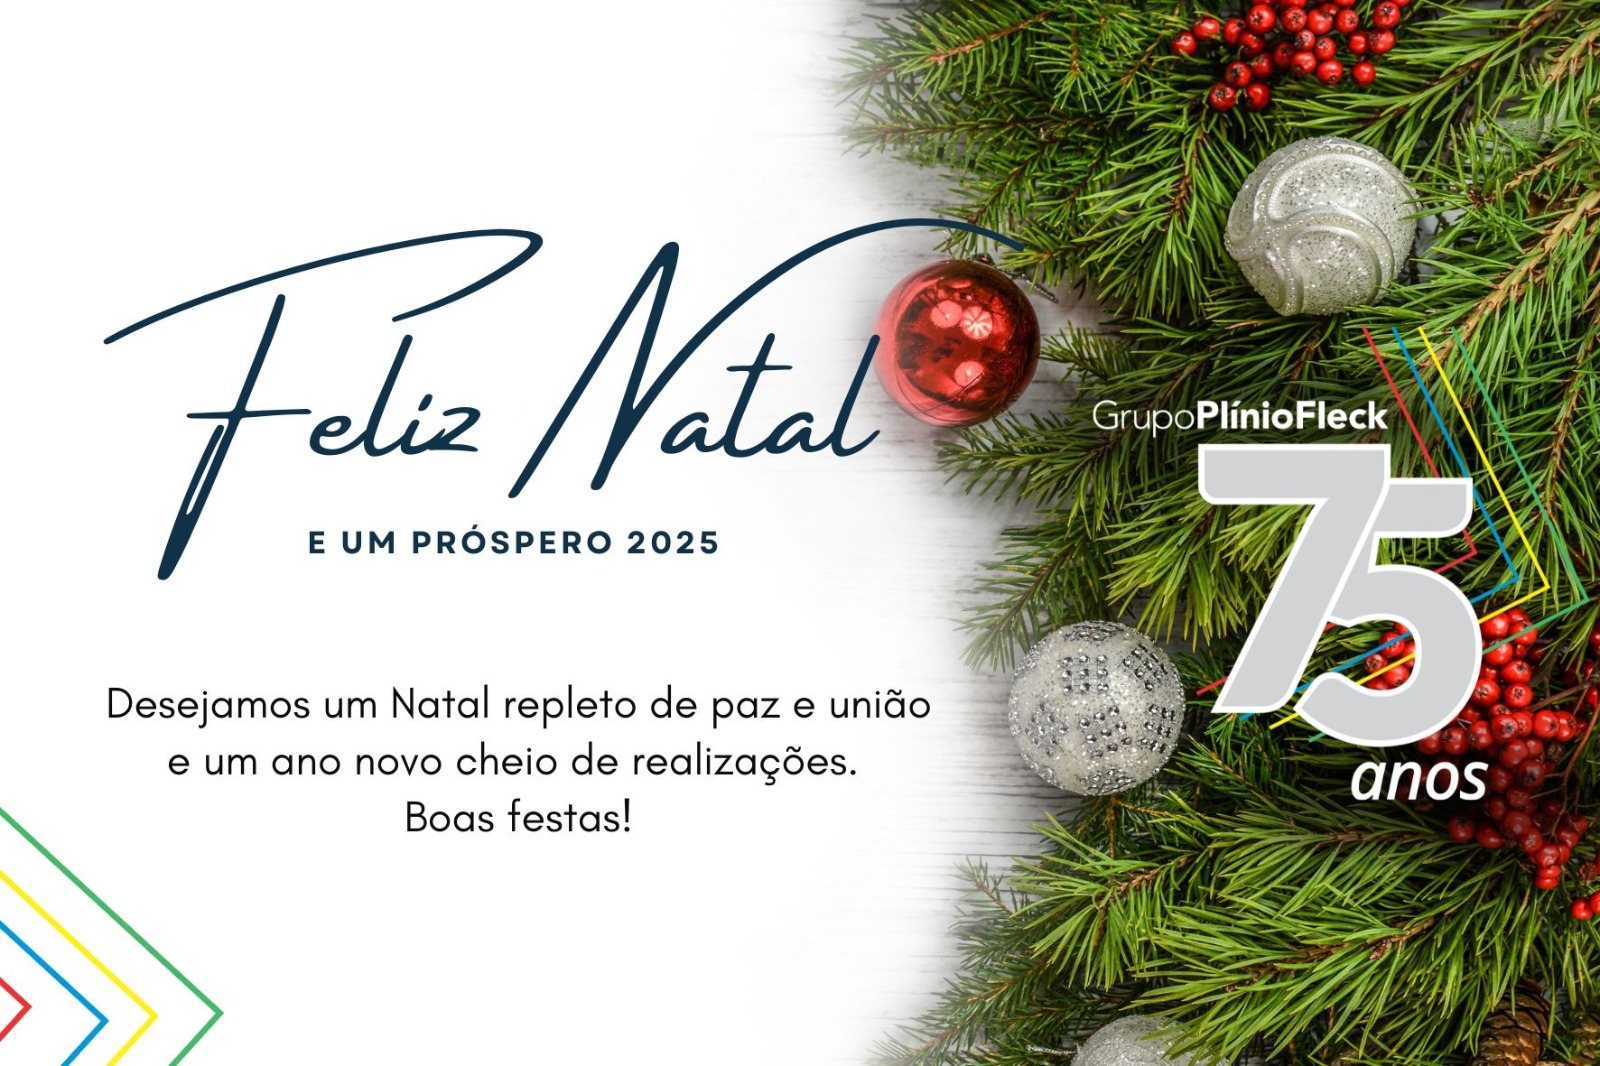 Feliz Natal
E UM PRÓSPERO 2025
Desejamos um Natal repleto de paz e união
e um ano novo cheio de realizações.
Boas festas!
GrupoPlínioFleck
75
anos